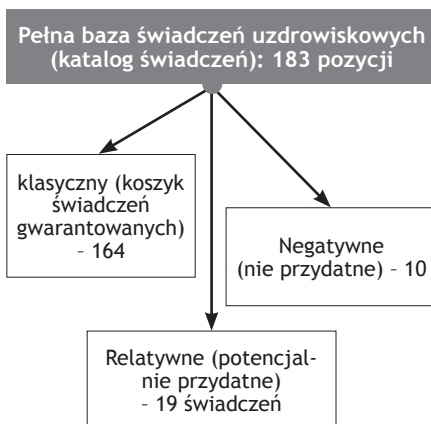 Pełna baza świadczeń uzdrowiskowych
(katalog świadczeń): 183 pozycji
klasyczny (koszyk
świadczeń
gwarantowanych)
- 164
Negatywne
(nie przydatne) - 10
Relatywne (potencjal-
nie przydatne)
- 19 świadczeń